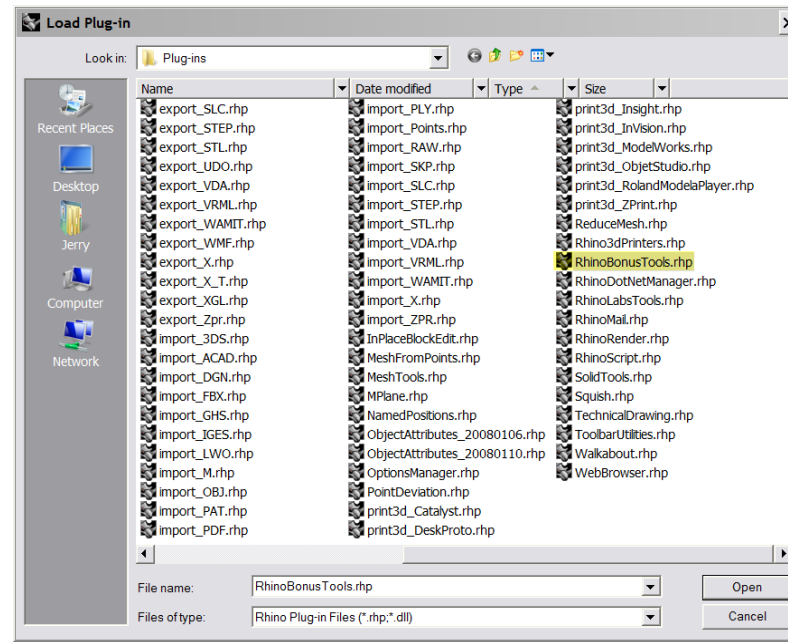 Load Plug-in
Look in:
Plug-ins
Recent Places
Desktop
Jerry
Computer
Network
Name Date modified Type Size
export_SLC.rhp
export_STEP.rhp
export_STL.rhp
export_UDO.rhp
export_VDA.rhp
export_VRML.rhp
export_WAMIT.rhp
export_WMF.rhp
export_X.rhp
export_X_T.rhp
export_XGL.rhp
export_Zpr.rhp
import_3DS.rhp
import_ACAD.rhp
import_DGN.rhp
import_FBX.rhp
import_GHS.rhp
import_IGES.rhp
import_LWO.rhp
import_M.rhp
import_OBJ.rhp
import_PAT.rhp
import_PDF.rhp
import_PLY.rhp
import_Points.rhp
import_RAW.rhp
import_SKP.rhp
import_SLC.rhp
import_STEP.rhp
import_STL.rhp
import_VDA.rhp
import_VRML.rhp
import_WAMIT.rhp
import_X.rhp
import_ZPR.rhp
InPlaceBlockEdit.rhp
MeshFromPoints.rhp
MeshTools.rhp
MPlane.rhp
NamedPositions.rhp
ObjectAttributes_20080106.rhp
ObjectAttributes_20080110.rhp
OptionsManager.rhp
PointDeviation.rhp
print3d_Catalyst.rhp
print3d_DeskProto.rhp
print3d_Insight.rhp
print3d_InVision.rhp
print3d_ModelWorks.rhp
print3d_ObjetStudio.rhp
print3d_RolandModelaPlayer.rhp
print3d_ZPrint.rhp
ReduceMesh.rhp
Rhino3dPrinters.rhp
RhinoBonusTools.rhp
RhinoDotNetManager.rhp
RhinoLabsTools.rhp
RhinoMail.rhp
RhinoRender.rhp
RhinoScript.rhp
SolidTools.rhp
Squish.rhp
TechnicalDrawing.rhp
ToolbarUtilities.rhp
Walkabout.rhp
WebBrowser.rhp
File name:
RhinoBonusTools.rhp
Open
Files of type:
Rhino Plug-in Files (*.rhp;*.dll)
Cancel